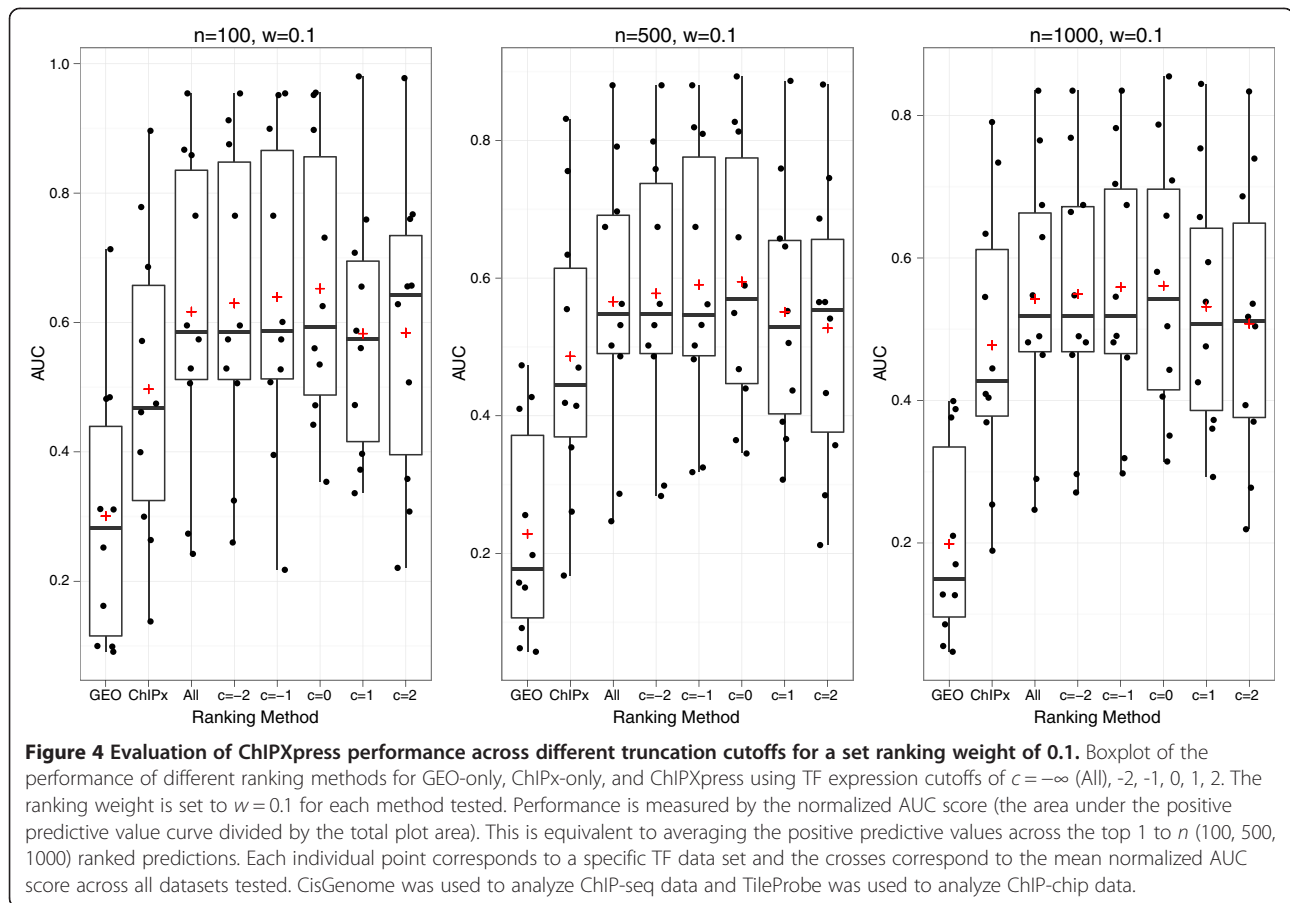 n=100, w=0.1
n=500, w=0.1
n=1000, w=0.1
1.0
0.8
0.6
0.4
0.2
AUC
GEO ChIPx All c=-2 c=-1 c=0 c=1 c=2
Ranking Method
0.8
0.6
0.4
0.2
AUC
GEO ChIPx All c=-2 c=-1 c=0 c=1 c=2
Ranking Method
0.8
0.6
0.4
0.2
AUC
GEO ChIPx All c=-2 c=-1 c=0 c=1 c=2
Ranking Method
Figure 4 Evaluation of ChIPXpress performance across different truncation cutoffs for a set ranking weight of 0.1. Boxplot of the
performance of different ranking methods for GEO-only, ChIPx-only, and ChIPXpress using TF expression cutoffs of c = −∞ (All), -2, -1, 0, 1, 2. The
ranking weight is set to w = 0.1 for each method tested. Performance is measured by the normalized AUC score (the area under the positive
predictive value curve divided by the total plot area). This is equivalent to averaging the positive predictive values across the top 1 to n (100, 500,
1000) ranked predictions. Each individual point corresponds to a specific TF data set and the crosses correspond to the mean normalized AUC
score across all datasets tested. CisGenome was used to analyze ChIP-seq data and TileProbe was used to analyze ChIP-chip data.